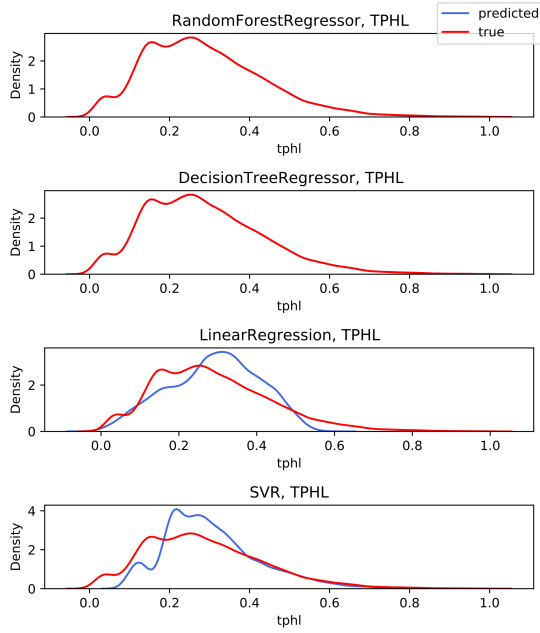 RandomForestRegressor, TPHL
predicted
true
Density
2
1
0
0.0 0.2 0.4 0.6 0.8 1.0
tphl
DecisionTreeRegressor, TPHL
Density
2
1
0
0.0 0.2 0.4 0.6 0.8 1.0
tphl
LinearRegression, TPHL
Density
2
0
0.0 0.2 0.4 0.6 0.8 1.0
tphl
SVR, TPHL
Density
4
2
0
0.0 0.2 0.4 0.6 0.8 1.0
tphl